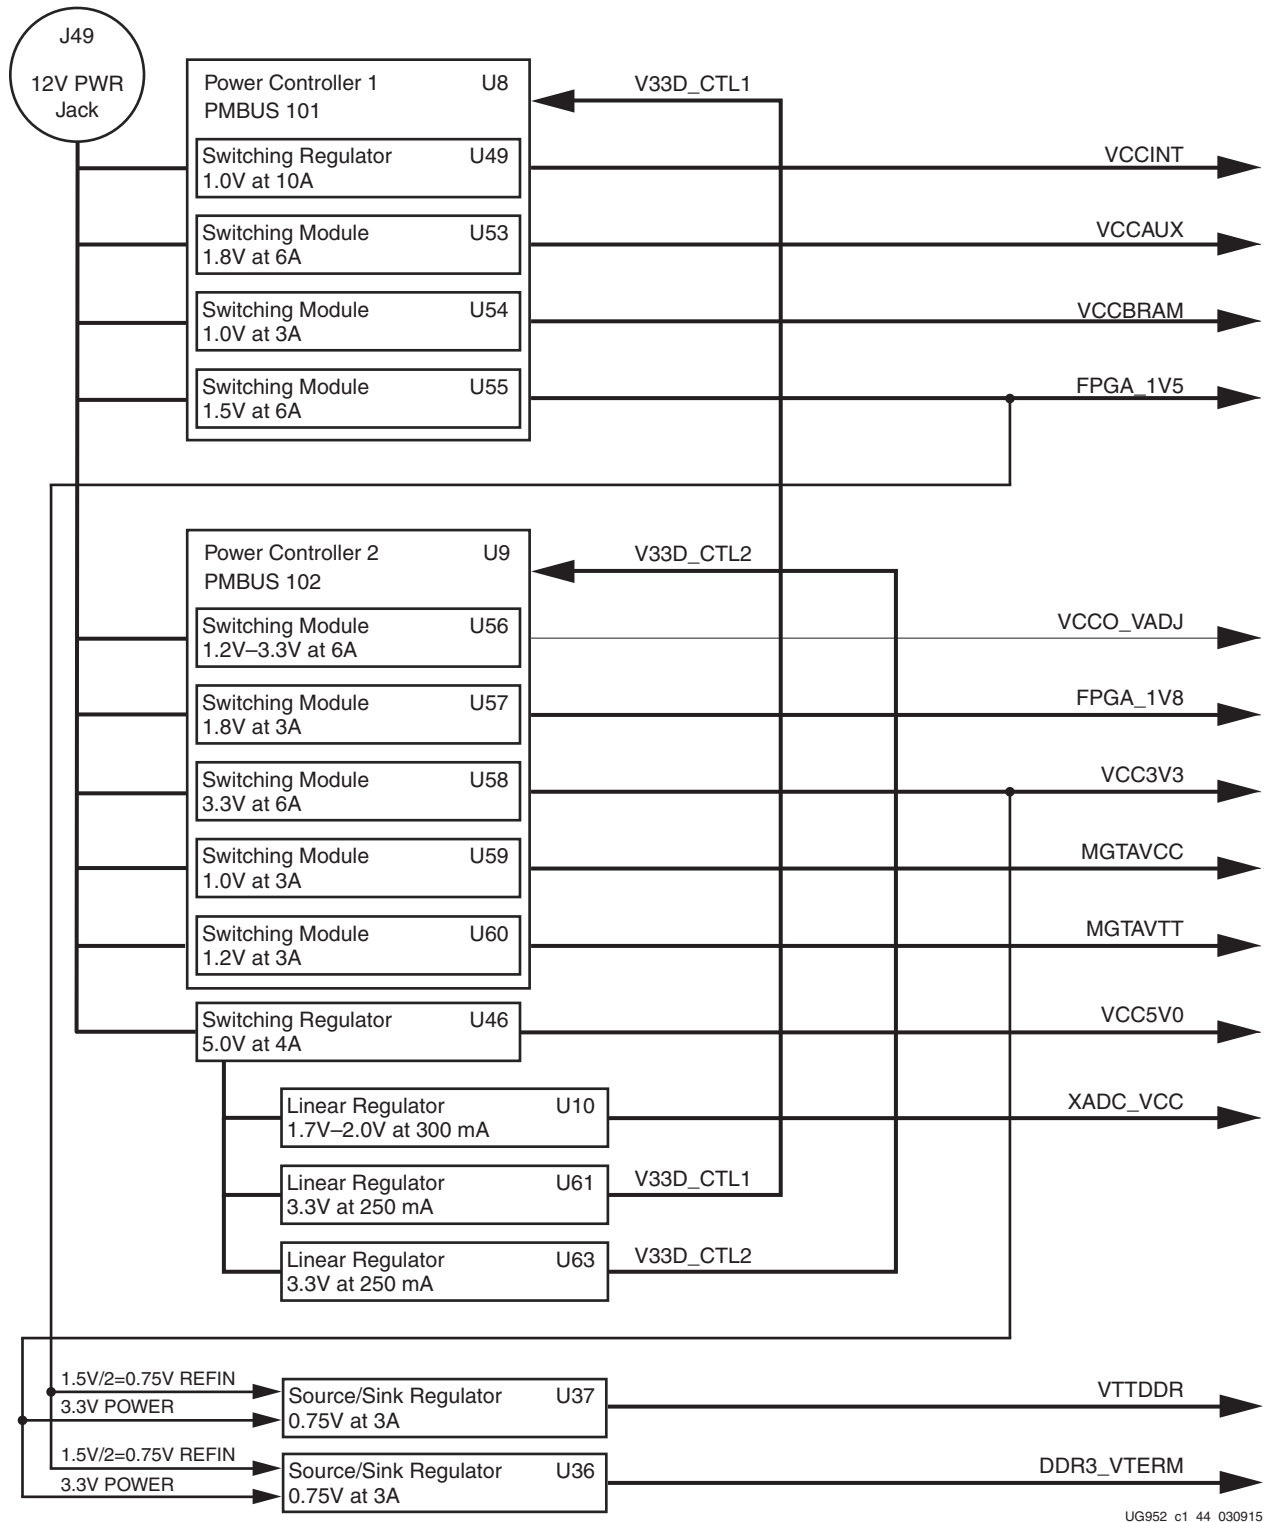 J49
12V PWR
Jack
Power Controller 1 U8
PMBUS 101
V33D_CTL1
Switching Regulator U49
1.0V at 10A
VCCINT
Switching Module U53
1.8V at 6A
VCCAUX
Switching Module U54
1.0V at 3A
VCCBRAM
Switching Module U55
1.5V at 6A
FPGA_1V5
Power Controller 2 U9
PMBUS 102
V33D_CTL2
Switching Module U56
1.2V–3.3V at 6A
VCCO_VADJ
Switching Module U57
1.8V at 3A
FPGA_1V8
Switching Module U58
3.3V at 6A
VCC3V3
Switching Module U59
1.0V at 3A
MGTAVCC
Switching Module U60
1.2V at 3A
MGTAVTT
Switching Regulator U46
5.0V at 4A
VCC5V0
Linear Regulator U10
1.7V–2.0V at 300 mA
XADC_VCC
Linear Regulator U61
3.3V at 250 mA
V33D_CTL1
Linear Regulator U63
3.3V at 250 mA
V33D_CTL2
1.5V/2=0.75V REFIN
3.3V POWER
Source/Sink Regulator U37
0.75V at 3A
VTTDDR
1.5V/2=0.75V REFIN
3.3V POWER
Source/Sink Regulator U36
0.75V at 3A
DDR3_VTERM
UG952_c1_44_030915